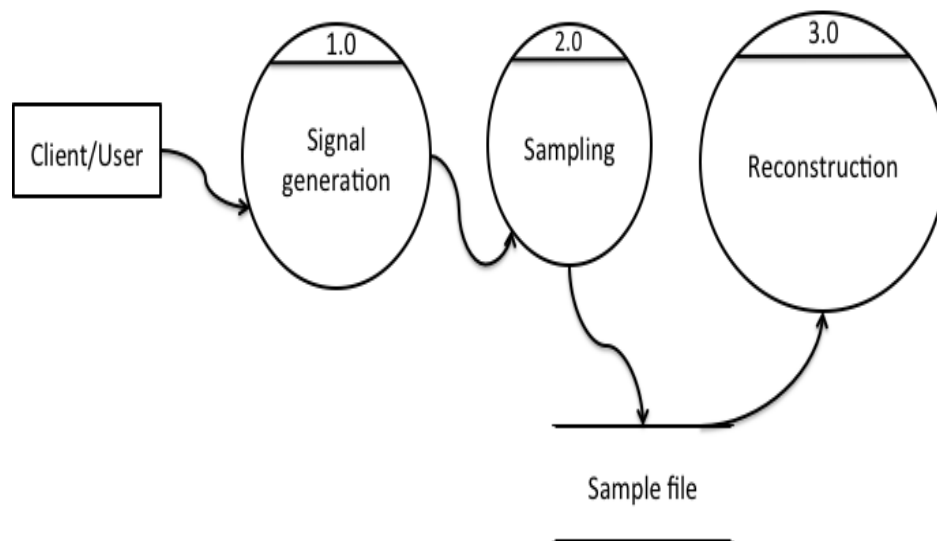 1.0
2.0
3.0
Client/User
Signal
generation
Sampling
Reconstruction
Sample file